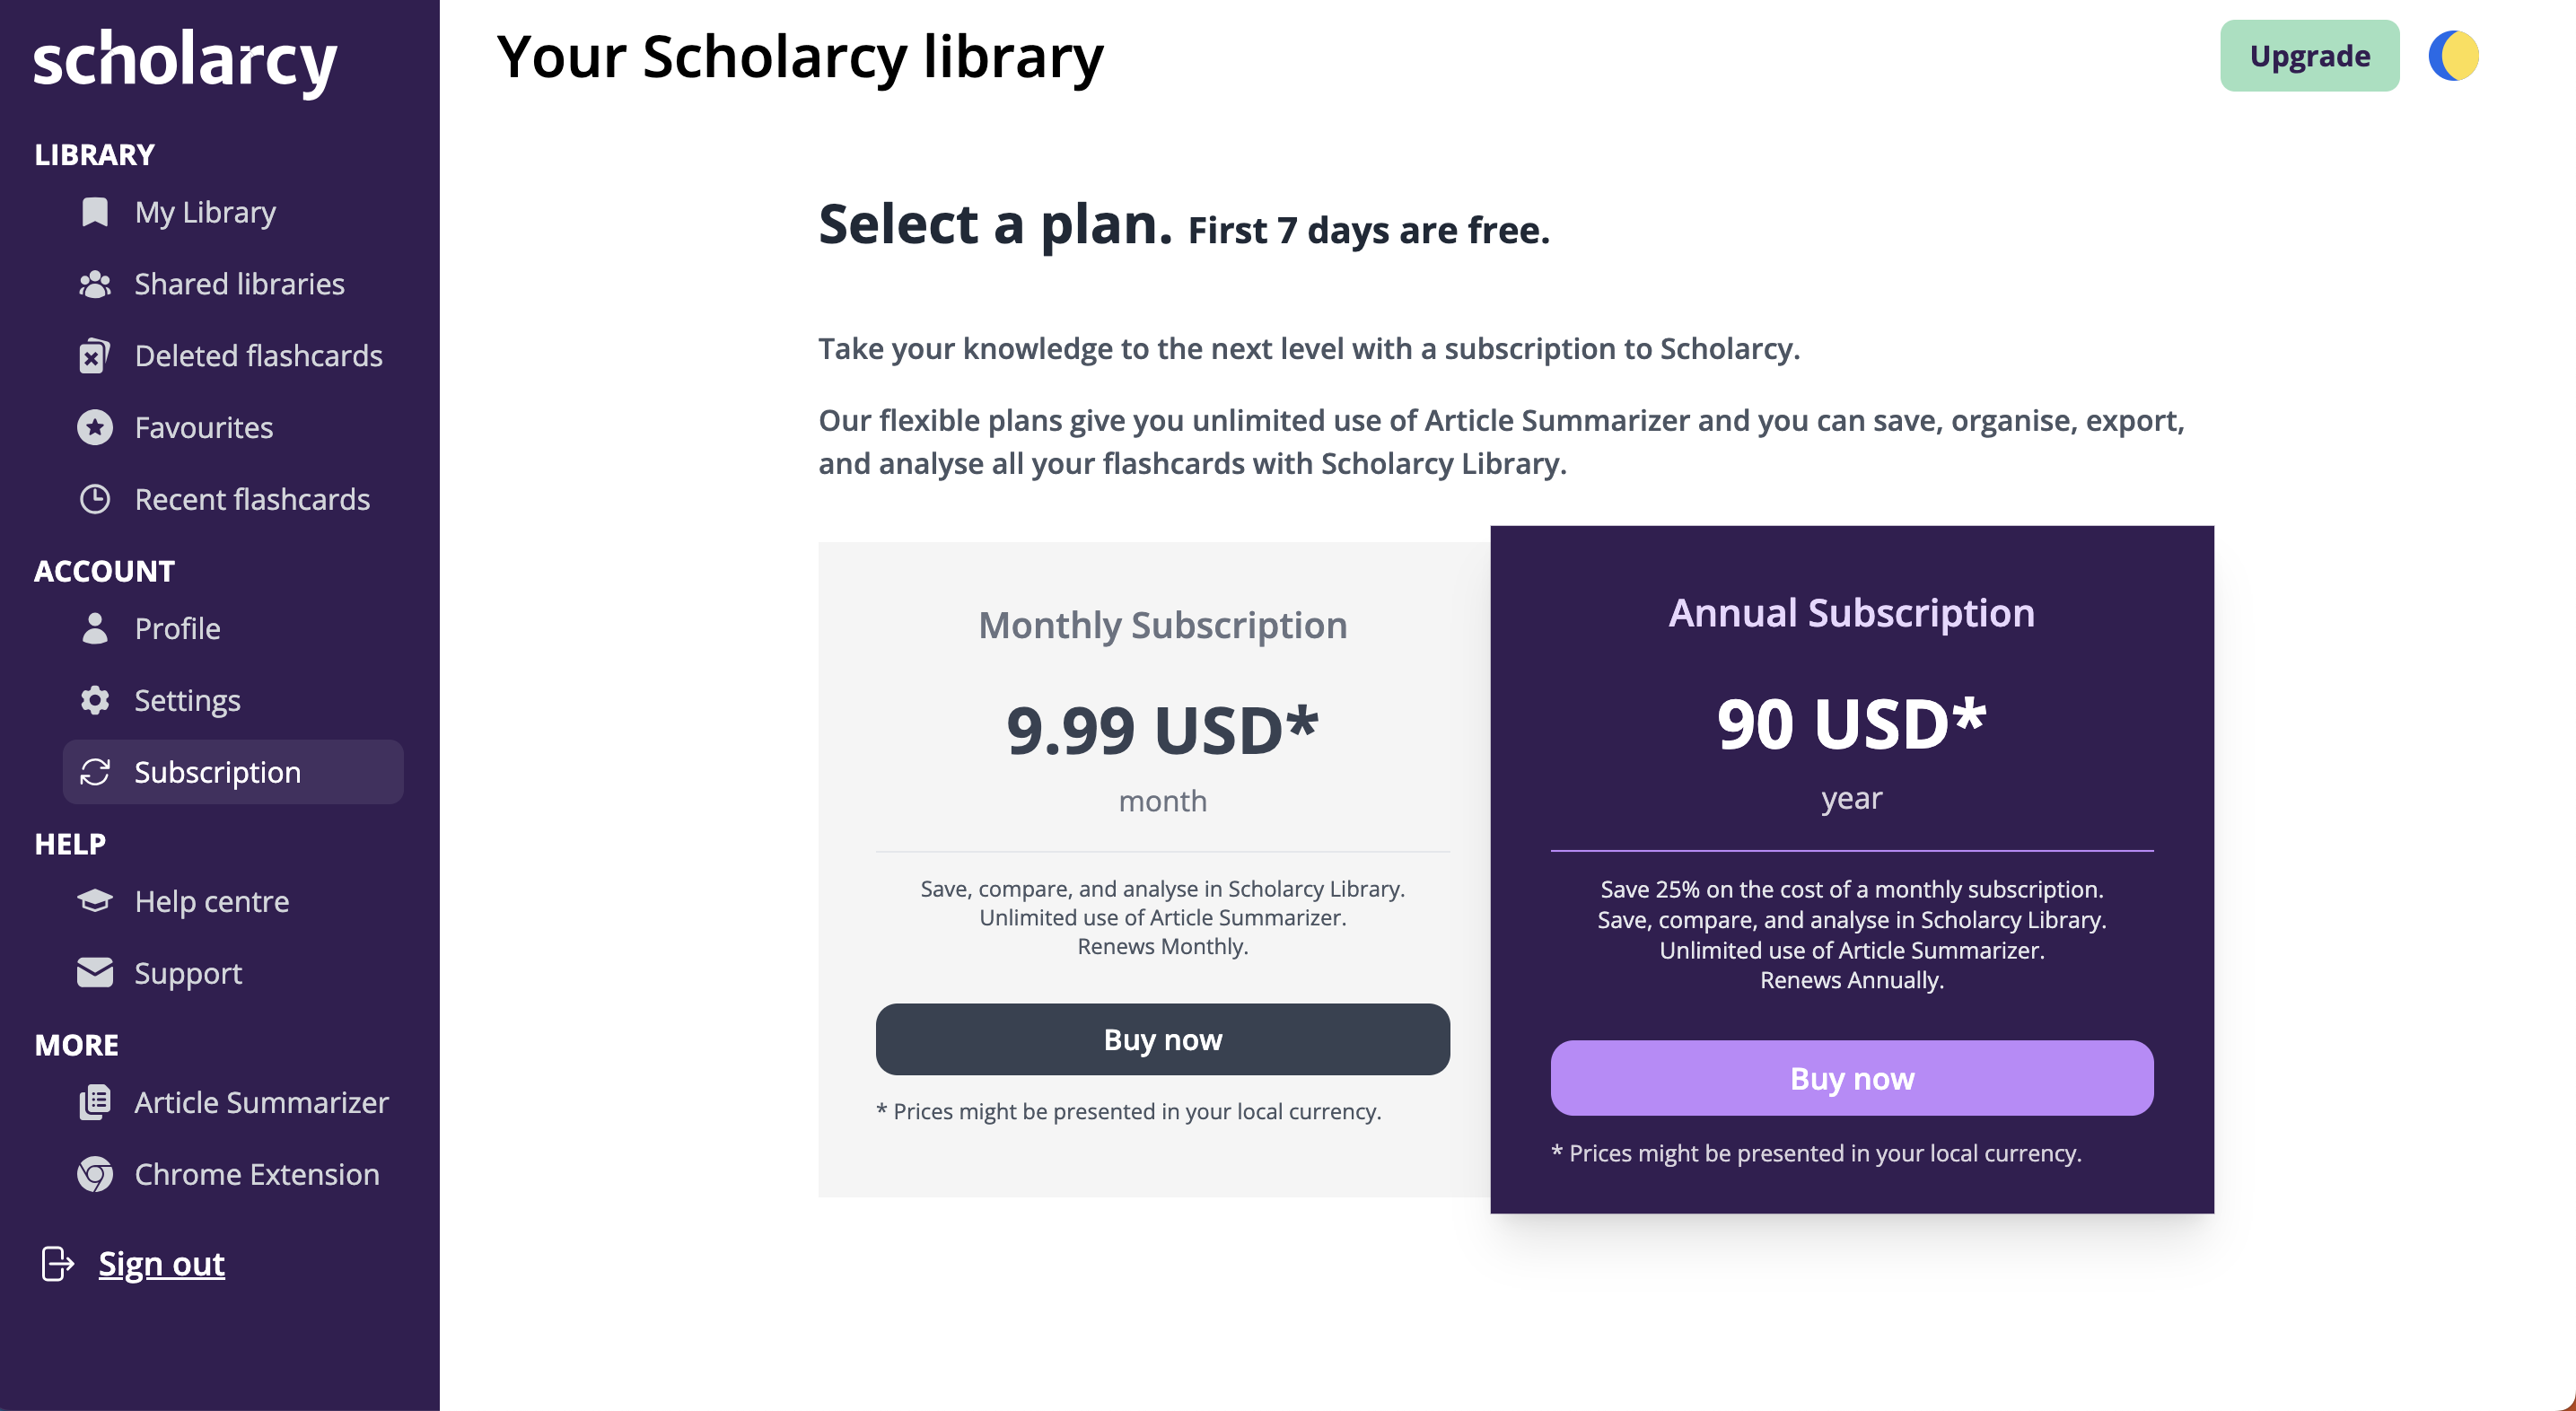 scholarcy
LIBRARY
My Library
Shared libraries
Deleted flashcards
Favourites
Recent flashcards
ACCOUNT
Profile
Settings
Subscription
HELP
Help centre
Support
MORE
Article Summarizer
Chrome Extension
Sign out
Your Scholarcy library
Upgrade
Select a plan. First 7 days are free.
Take your knowledge to the next level with a subscription to Scholarcy.
Our flexible plans give you unlimited use of Article Summarizer and you can save, organise, export,
and analyse all your flashcards with Scholarcy Library.
Monthly Subscription
9.99 USD*
month
Save, compare, and analyse in Scholarcy Library.
Unlimited use of Article Summarizer.
Renews Monthly.
Buy now
* Prices might be presented in your local currency.
Annual Subscription
90 USD*
year
Save 25% on the cost of a monthly subscription.
Save, compare, and analyse in Scholarcy Library.
Unlimited use of Article Summarizer.
Renews Annually.
Buy now
* Prices might be presented in your local currency.